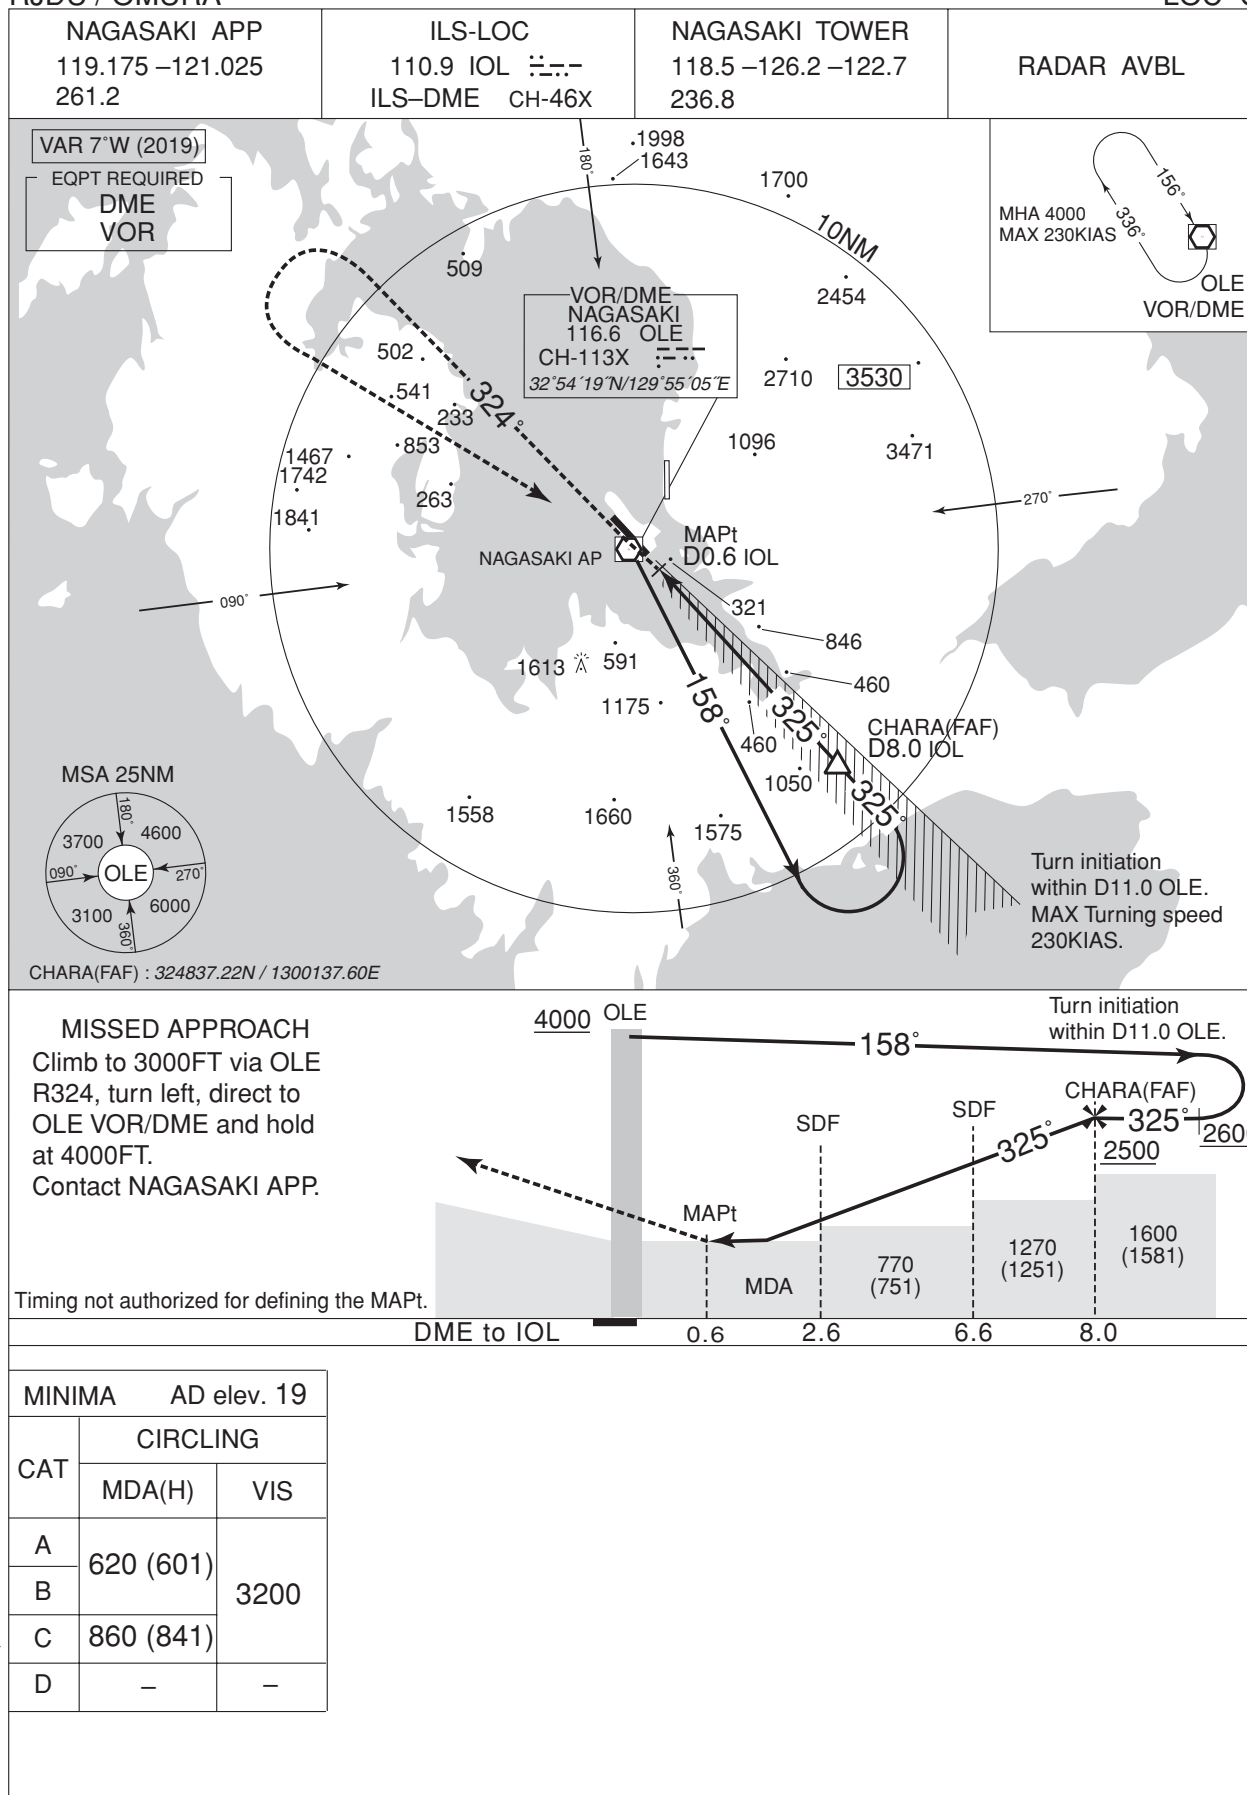 RJDU / OMURA
NAGASAKI APP
119.175 –121.025
261.2
ILS-LOC
110.9 IOL
ILS–DME CH-46X
NAGASAKI TOWER
118.5 –126.2 –122.7
236.8
RADAR AVBL
VAR 7°W (2019)
EQPT REQUIRED
DME
VOR
180°
1998
1643
1700
10NM
509
2454
VOR/DME
NAGASAKI
116.6 OLE
CH-113X
32°54´19˝N/129°55´05˝E
MHA 4000
MAX 230KIAS
156°
336°
OLE
VOR/DME
502
541
233
324°
2710
3530
853
1467
1742
263
1841
1096
3471
270°
NAGASAKI AP
MAPt
D0.6 IOL
090°
321
846
1613
591
460
1175
158°
325°
460
CHARA(FAF)
D8.0 IOL
1050
325°
MSA 25NM
180°
3700
4600
090°
OLE
270°
3100
6000
360°
1558
1660
1575
360°
Turn initiation
within D11.0 OLE.
MAX Turning speed
230KIAS.
CHARA(FAF) : 324837.22N / 1300137.60E
MISSED APPROACH
Climb to 3000FT via OLE
R324, turn left, direct to
OLE VOR/DME and hold
at 4000FT.
Contact NAGASAKI APP.
4000 OLE
158°
Turn initiation
within D11.0 OLE.
CHARA(FAF)
SDF
SDF
325°
325°
2500
MAPt
MDA
770
(751)
1270
(1251)
1600
(1581)
Timing not authorized for defining the MAPt.
DME to IOL
0.6
2.6
6.6
8.0
MINIMA AD elev. 19
CAT
CIRCLING
MDA(H)
VIS
A
620 (601)
B
3200
C
860 (841)
D
–
–